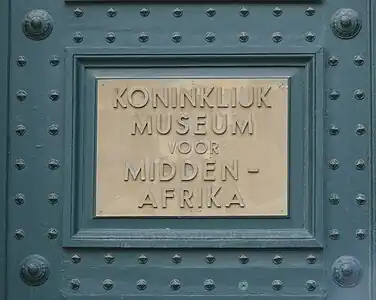 KONINKLIJK
MUSEUM
VOOR
MIDDEN-
AFRIKA